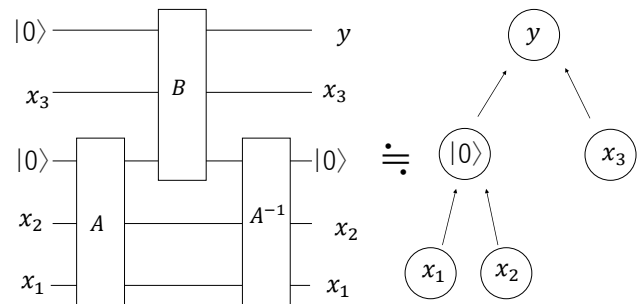 |0⟩ y
x₃ B x₃
|0⟩ |0⟩
x₂ A A⁻¹ x₂
x₁ x₁
≒
y
|0⟩ x₃
x₁ x₂